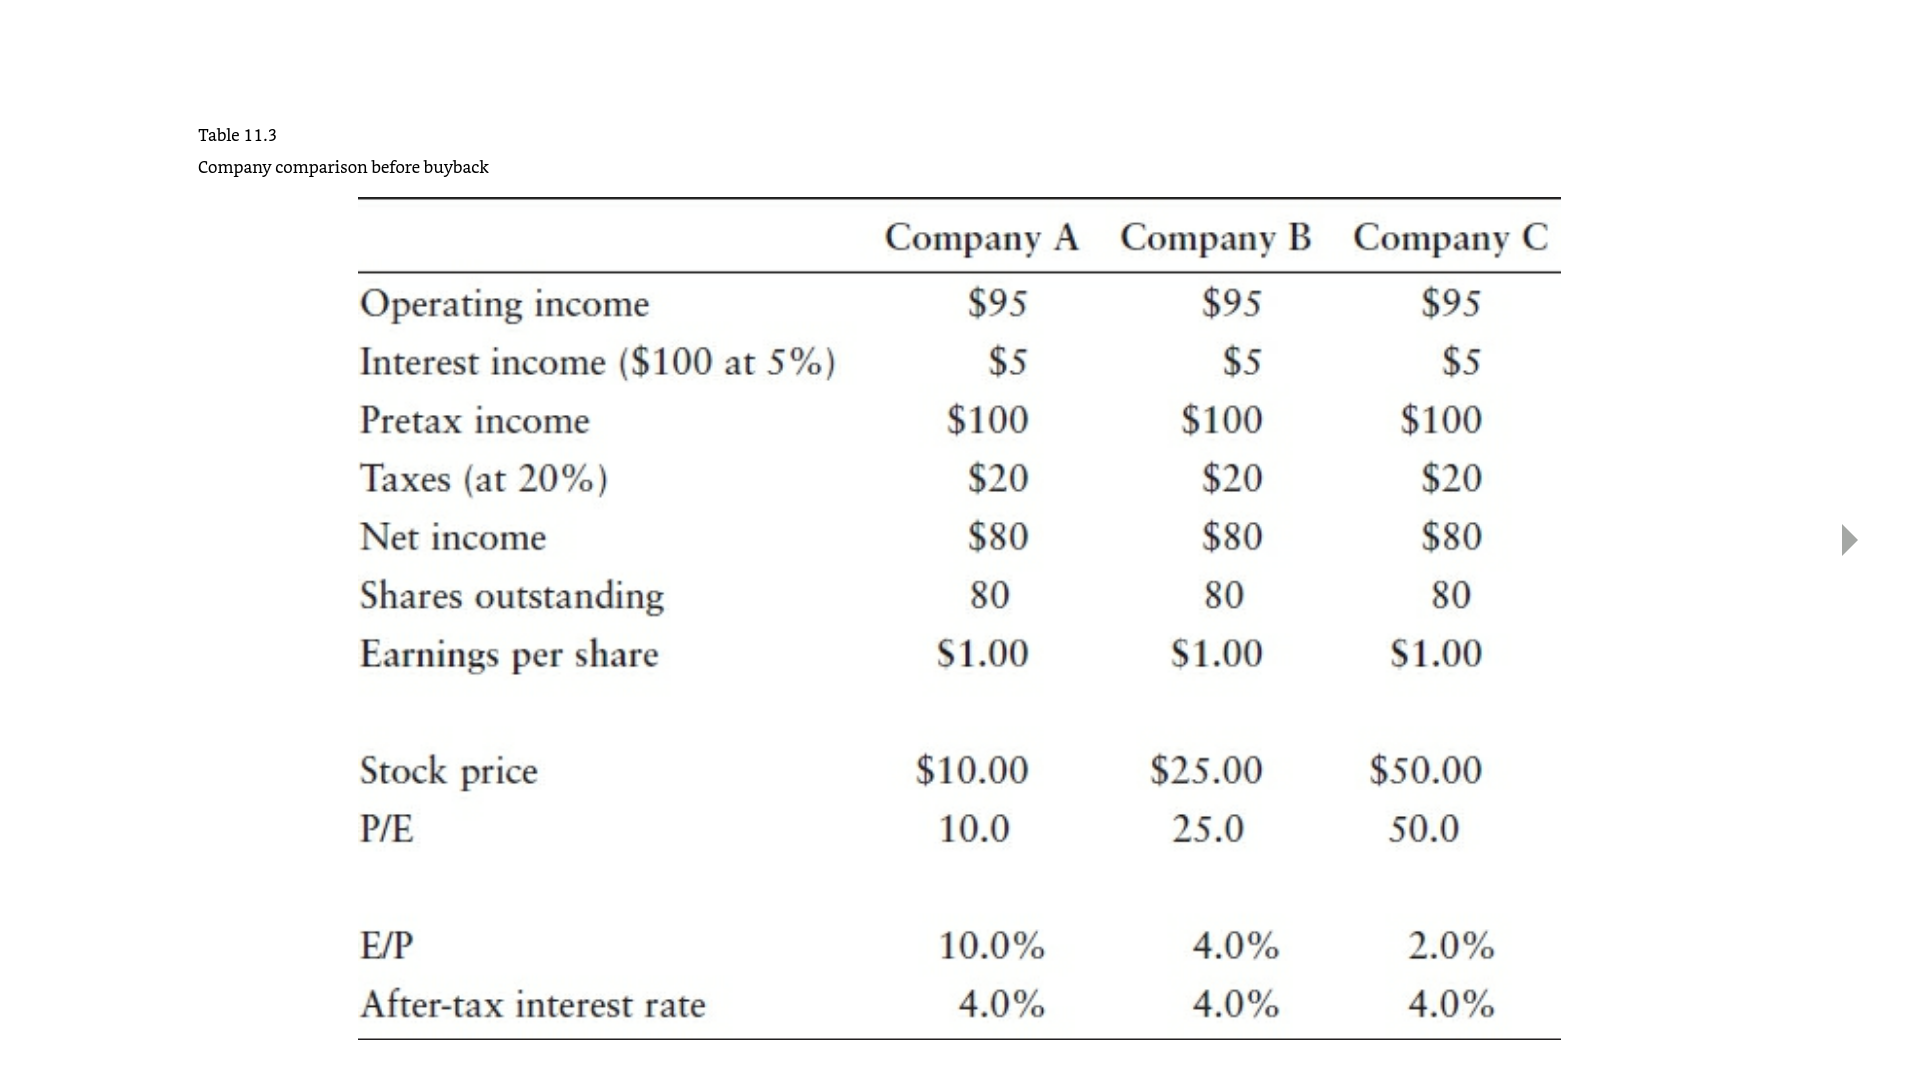 Table 11.3
Company comparison before buyback
Company A Company B Company C
Operating income $95 $95 $95
Interest income ($100 at 5%) $5 $5 $5
Pretax income $100 $100 $100
Taxes (at 20%) $20 $20 $20
Net income $80 $80 $80
Shares outstanding 80 80 80
Earnings per share $1.00 $1.00 $1.00
Stock price $10.00 $25.00 $50.00
P/E 10.0 25.0 50.0
E/P 10.0% 4.0% 2.0%
After-tax interest rate 4.0% 4.0% 4.0%